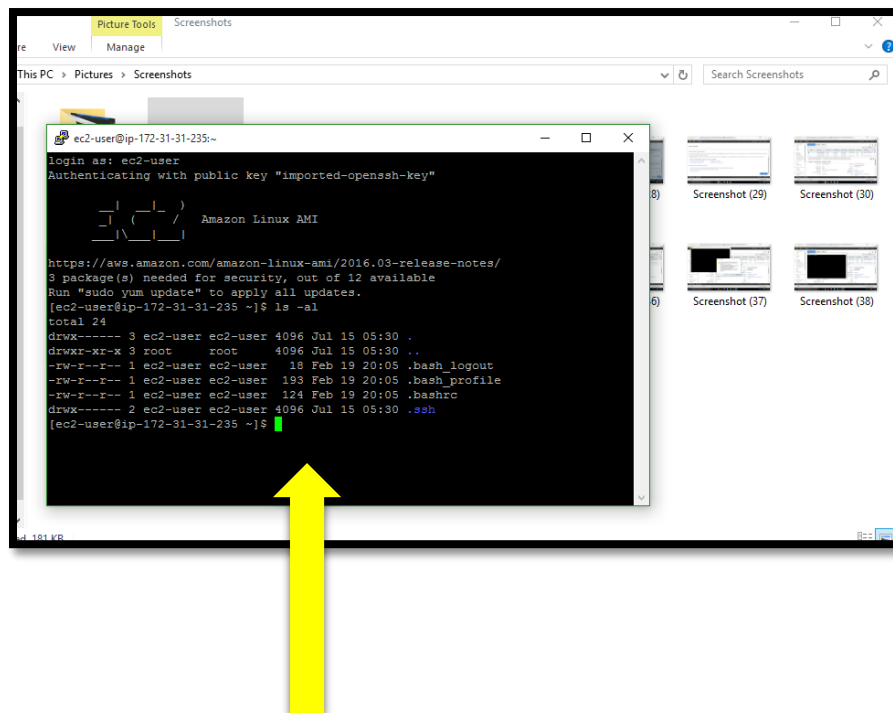 Picture Tools Screenshots
re View Manage
This PC > Pictures > Screenshots Search Screenshots
ec2-user@ip-172-31-31-235:~
login as: ec2-user
Authenticating with public key "imported-openssh-key"
__| __|_ )
_| ( / Amazon Linux AMI
___|\___|___|
https://aws.amazon.com/amazon-linux-ami/2016.03-release-notes/
3 package(s) needed for security, out of 12 available
Run "sudo yum update" to apply all updates.
[ec2-user@ip-172-31-31-235 ~]$ ls -al
total 24
drwx------ 3 ec2-user ec2-user 4096 Jul 15 05:30 .
drwxr-xr-x 3 root root 4096 Jul 15 05:30 ..
-rw-r--r-- 1 ec2-user ec2-user 18 Feb 19 20:05 .bash_logout
-rw-r--r-- 1 ec2-user ec2-user 193 Feb 19 20:05 .bash_profile
-rw-r--r-- 1 ec2-user ec2-user 124 Feb 19 20:05 .bashrc
drwx------ 2 ec2-user ec2-user 4096 Jul 15 05:30 .ssh
[ec2-user@ip-172-31-31-235 ~]$
8) Screenshot (29) Screenshot (30)
6) Screenshot (37) Screenshot (38)
181 KB